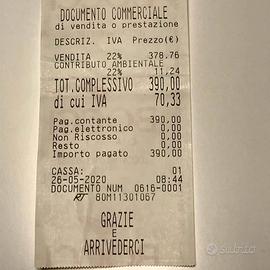 DOCUMENTO COMMERCIALE
di vendita o prestazione
DESCRIZ. IVA Prezzo(€)
VENDITA 22% 378.76
CONTRIBUTO AMBIENTALE
22% 11,24
TOT.COMPLESSIVO 390,00
di cui IVA 70,33
Pag.contante 390,00
Pag.elettronico 0,00
Non Riscosso 0,00
Resto 0,00
Importo pagato 390,00
CASSA: 01
26-05-2020 08:44
DOCUMENTO NUM 0616-0001
RT 80M11301067
GRAZIE
E
ARRIVEDERCI
subito